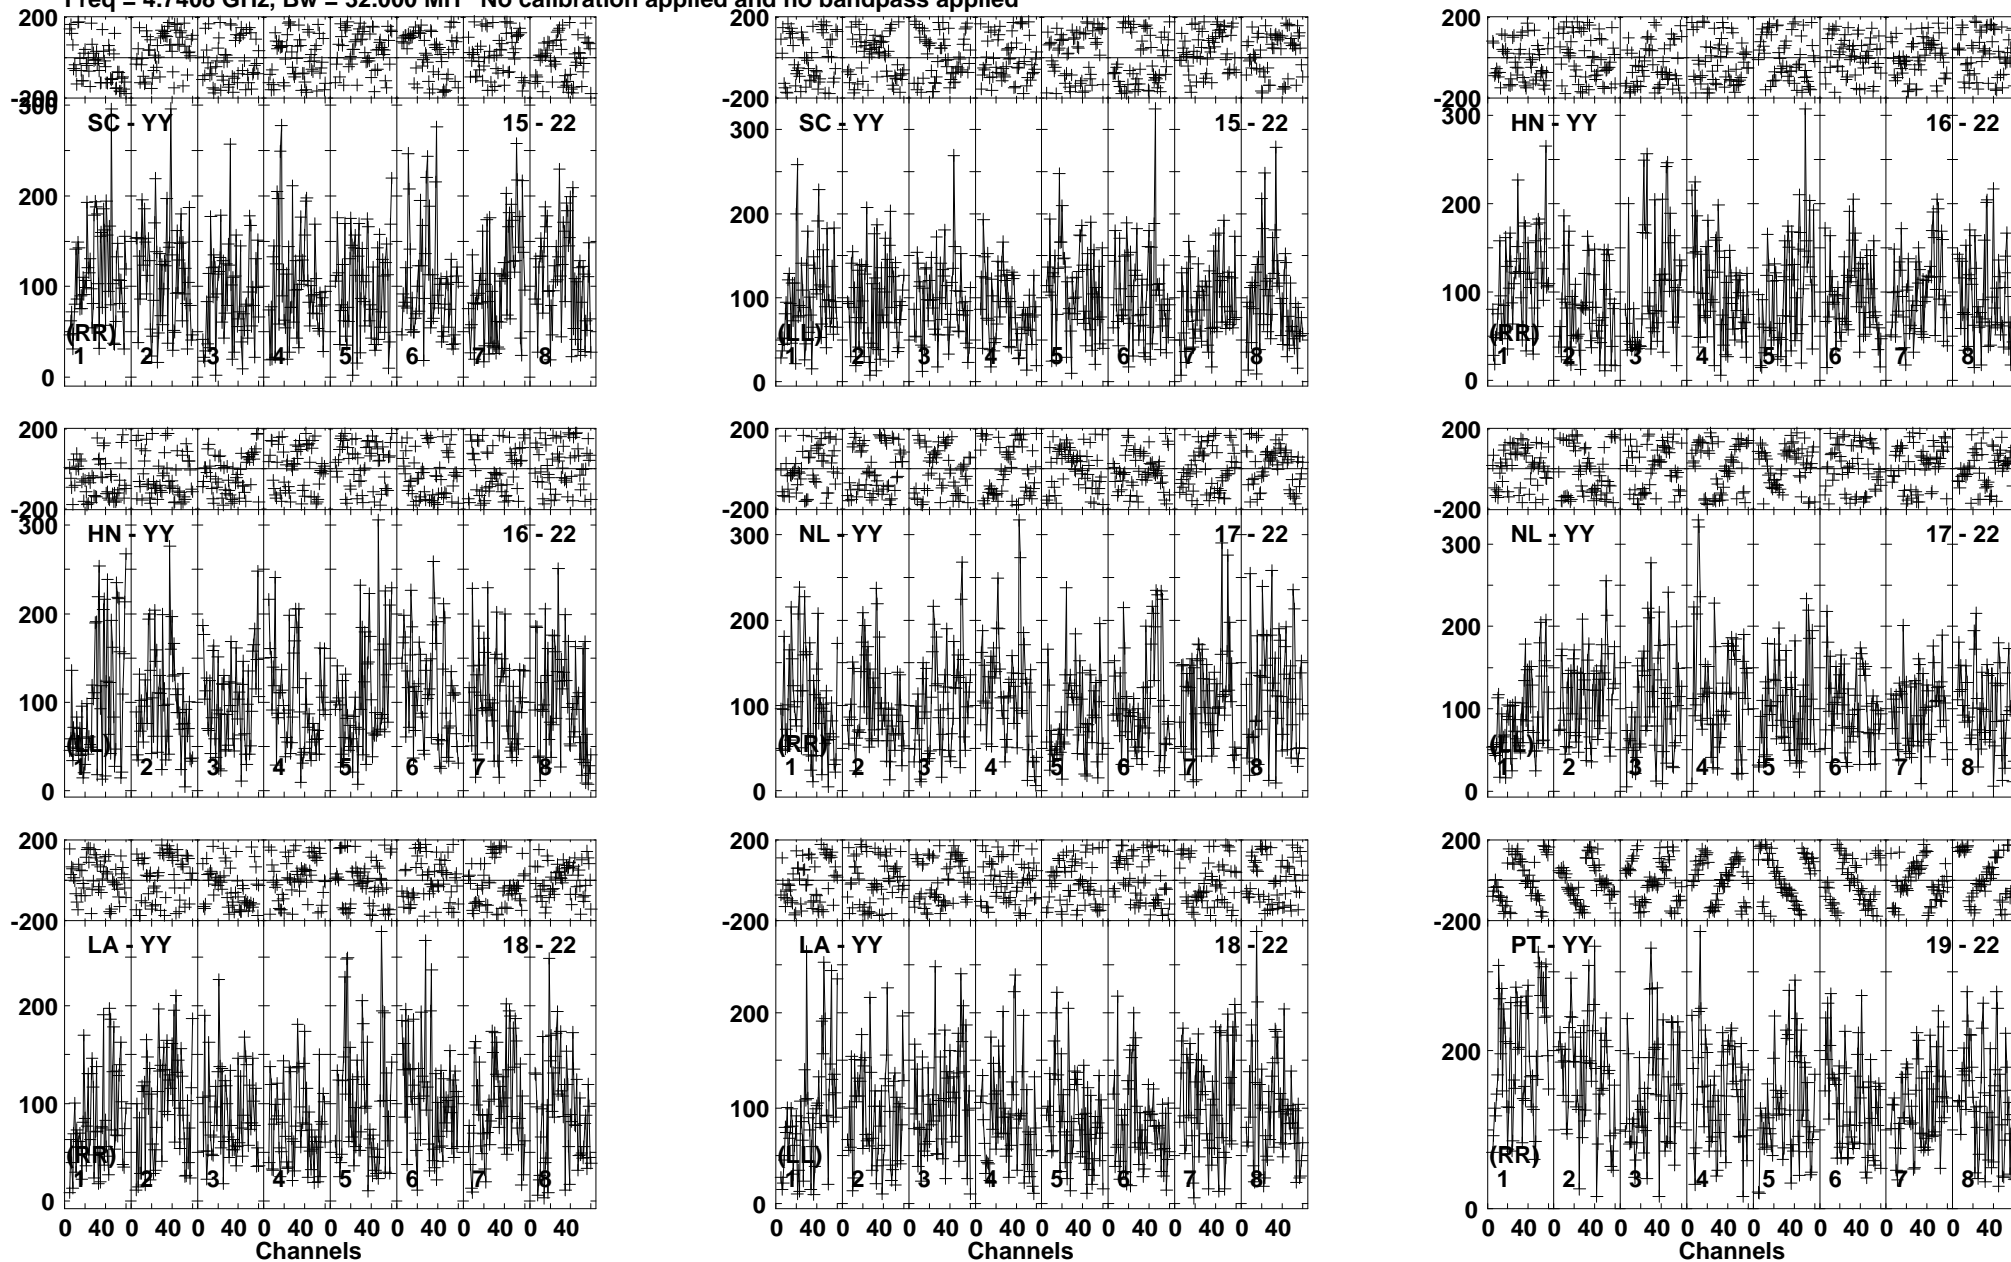 Freq = 4.7408 GHz, Bw = 32.000 MH No calibration applied and no bandpass applied
200 200 200
-200 -200 -200
300 300 300
SC - YY 15 - 22 SC - YY 15 - 22 HN - YY 16 - 22
200 200 200
100 100 100
(RR) (LL) (RR)
1 2 3 4 5 6 7 8 1 2 3 4 5 6 7 8 1 2 3 4 5 6 7 8
0 0 0
200 200 200
-200 -200 -200
300 300 300
HN - YY 16 - 22 NL - YY 17 - 22 NL - YY 17 - 22
200 200 200
100 100 100
(LL) (RR) (LL)
1 2 3 4 5 6 7 8 1 2 3 4 5 6 7 8 1 2 3 4 5 6 7 8
0 0 0
200 200 200
-200 -200 -200
LA - YY 18 - 22 LA - YY 18 - 22 PT - YY 19 - 22
200 200 200
100 100
(RR) (LL) (RR)
1 2 3 4 5 6 7 8 1 2 3 4 5 6 7 8 1 2 3 4 5 6 7 8
0 0 0
0 40 0 40 0 40 0 40 0 40 0 40 0 40 0 40 0 40 0 40 0 40 0 40 0 40 0 40 0 40 0 40 0 40 0 40 0 40 0 40 0 40 0 40 0 40 0 40
Channels Channels Channels